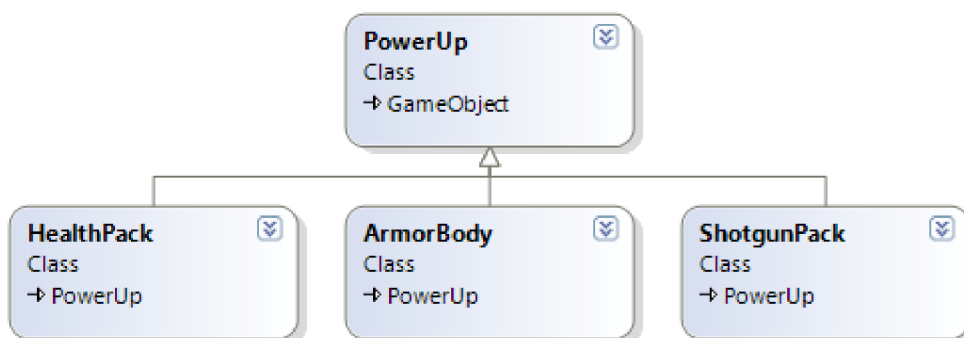 PowerUp
Class
GameObject
HealthPack
Class
PowerUp
ArmorBody
Class
PowerUp
ShotgunPack
Class
PowerUp